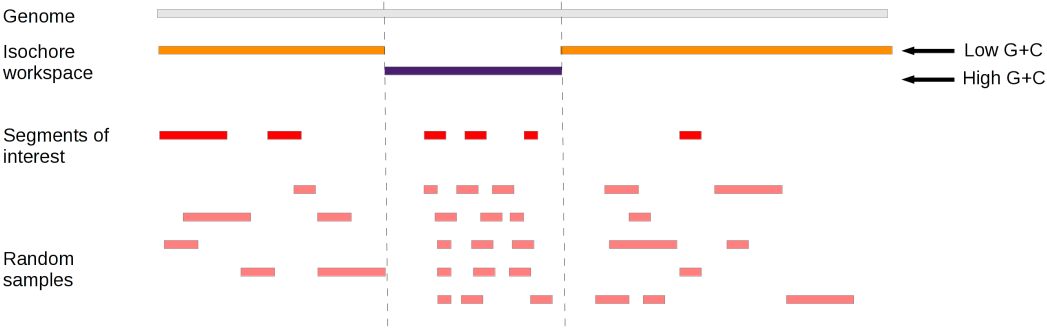 Genome
Isochore
workspace
Low G+C
High G+C
Segments of
interest
Random
samples